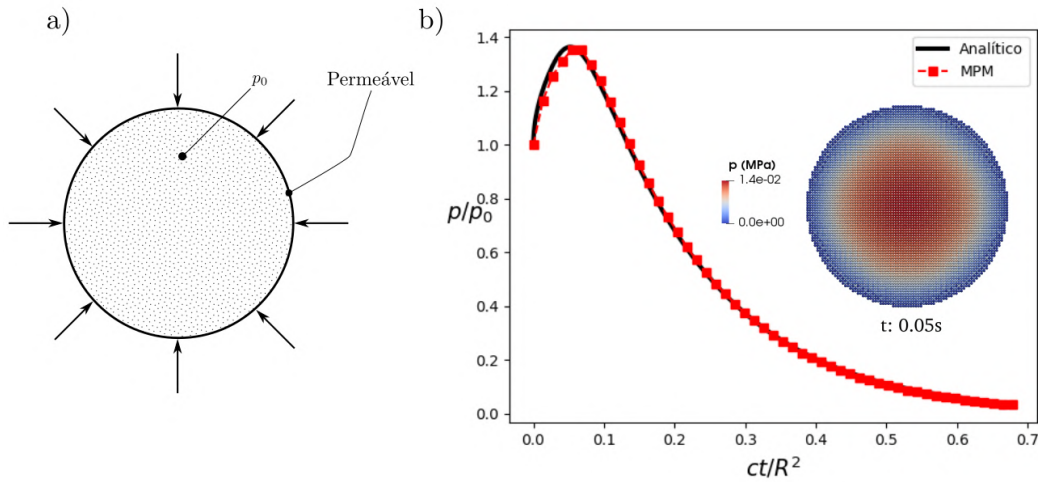 a)
p₀
Permeável
b)
Analítico
MPM
p/p₀
1.4
1.2
1.0
0.8
0.6
0.4
0.2
0.0
p (MPa)
1.4e-02
0.0e+00
t: 0.05s
0.0 0.1 0.2 0.3 0.4 0.5 0.6 0.7
ct/R²